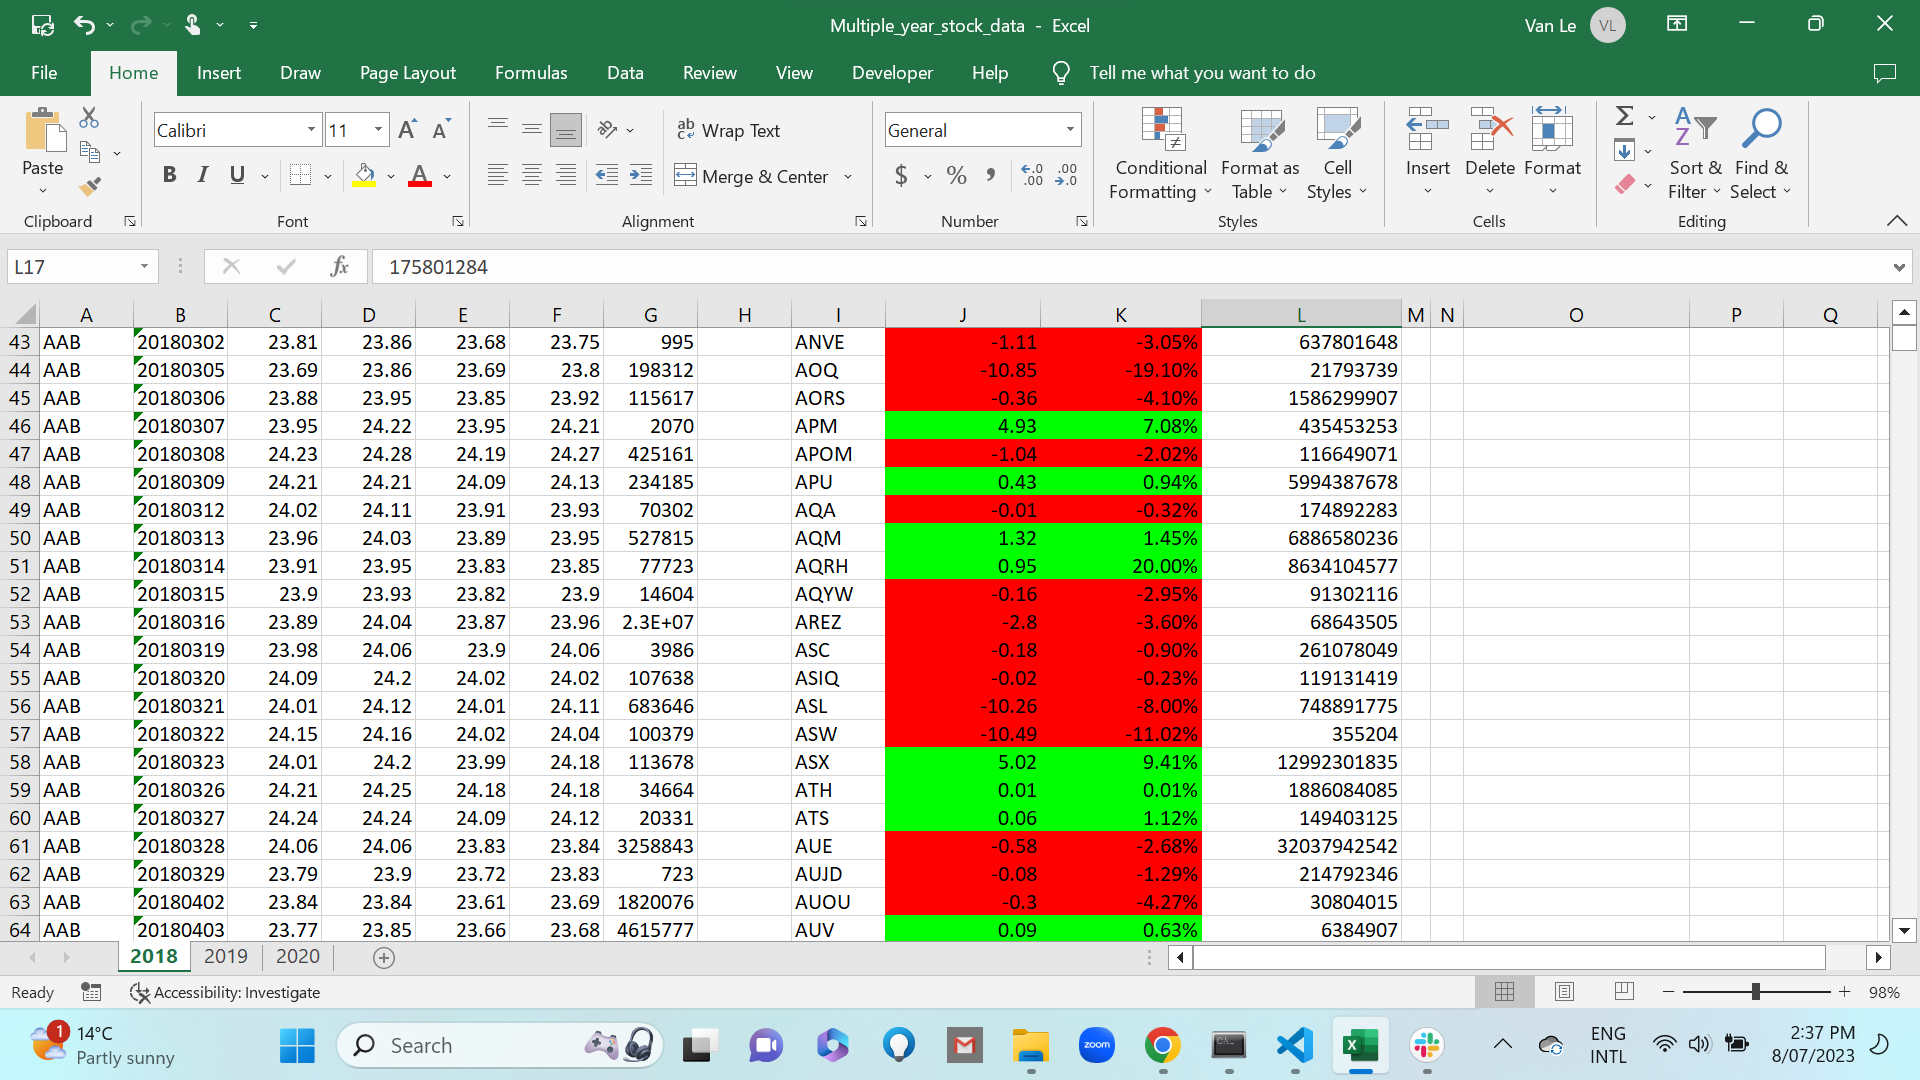 Multiple_year_stock_data - Excel
Van Le VL
File Home Insert Draw Page Layout Formulas Data Review View Developer Help Tell me what you want to do
Paste
Clipboard
Calibri 11
B I U
Font
Wrap Text
Merge & Center
Alignment
General
$ % ,
Number
Conditional Formatting
Format as Table
Cell Styles
Styles
Insert
Delete
Format
Cells
Sort & Filter
Find & Select
Editing
L17 fx 175801284
A B C D E F G H I J K L M N O P Q
43 AAB 20180302 23.81 23.86 23.68 23.75 995 ANVE -1.11 -3.05% 637801648
44 AAB 20180305 23.69 23.86 23.69 23.8 198312 AOQ -10.85 -19.10% 21793739
45 AAB 20180306 23.88 23.95 23.85 23.92 115617 AORS -0.36 -4.10% 1586299907
46 AAB 20180307 23.95 24.22 23.95 24.21 2070 APM 4.93 7.08% 435453253
47 AAB 20180308 24.23 24.28 24.19 24.27 425161 APOM -1.04 -2.02% 116649071
48 AAB 20180309 24.21 24.21 24.09 24.13 234185 APU 0.43 0.94% 5994387678
49 AAB 20180312 24.02 24.11 23.91 23.93 70302 AQA -0.01 -0.32% 174892283
50 AAB 20180313 23.96 24.03 23.89 23.95 527815 AQM 1.32 1.45% 6886580236
51 AAB 20180314 23.91 23.95 23.83 23.85 77723 AQRH 0.95 20.00% 8634104577
52 AAB 20180315 23.9 23.93 23.82 23.9 14604 AQYW -0.16 -2.95% 91302116
53 AAB 20180316 23.89 24.04 23.87 23.96 2.3E+07 AREZ -2.8 -3.60% 68643505
54 AAB 20180319 23.98 24.06 23.9 24.06 3986 ASC -0.18 -0.90% 261078049
55 AAB 20180320 24.09 24.2 24.02 24.02 107638 ASIQ -0.02 -0.23% 119131419
56 AAB 20180321 24.01 24.12 24.01 24.11 683646 ASL -10.26 -8.00% 748891775
57 AAB 20180322 24.15 24.16 24.02 24.04 100379 ASW -10.49 -11.02% 355204
58 AAB 20180323 24.01 24.2 23.99 24.18 113678 ASX 5.02 9.41% 12992301835
59 AAB 20180326 24.21 24.25 24.18 24.18 34664 ATH 0.01 0.01% 1886084085
60 AAB 20180327 24.24 24.24 24.09 24.12 20331 ATS 0.06 1.12% 149403125
61 AAB 20180328 24.06 24.06 23.83 23.84 3258843 AUE -0.58 -2.68% 32037942542
62 AAB 20180329 23.79 23.9 23.72 23.83 723 AUJD -0.08 -1.29% 214792346
63 AAB 20180402 23.84 23.84 23.61 23.69 1820076 AUOU -0.3 -4.27% 30804015
64 AAB 20180403 23.77 23.85 23.66 23.68 4615777 AUV 0.09 0.63% 6384907
2018 2019 2020
Ready Accessibility: Investigate 98%
1 14°C
Partly sunny
Search
zoom
ENG
INTL
2:37 PM
8/07/2023